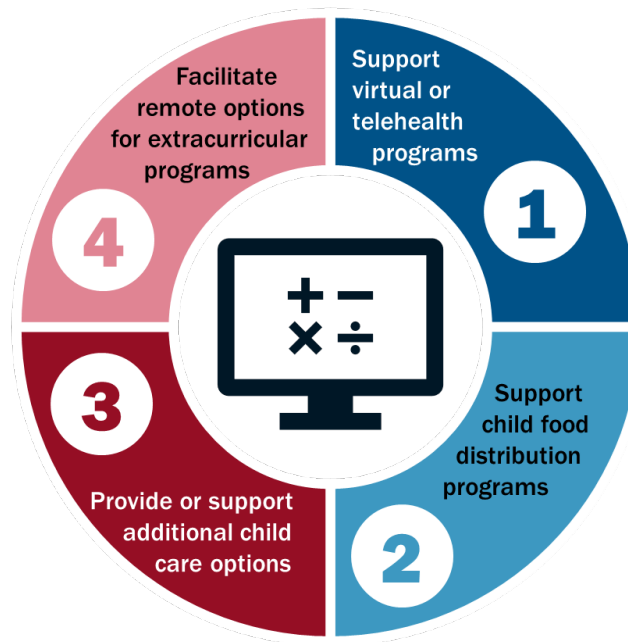 Support
virtual or
telehealth
programs
1
Support
child food
distribution
programs
2
3
Provide or support
additional child
care options
Facilitate
remote options
for extracurricular
programs
4
+ −
× ÷